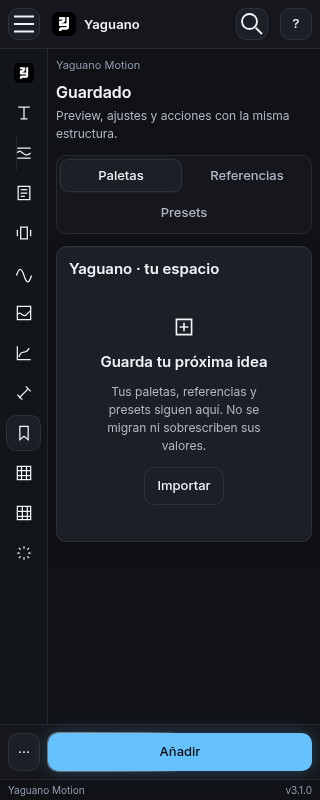 Yaguano
?
Yaguano Motion
Guardado
Preview, ajustes y acciones con la misma
estructura.
Paletas
Referencias
Presets
Yaguano · tu espacio
Guarda tu próxima idea
Tus paletas, referencias y
presets siguen aquí. No se
migran ni sobrescriben sus
valores.
Importar
Añadir
Yaguano Motion
v3.1.0